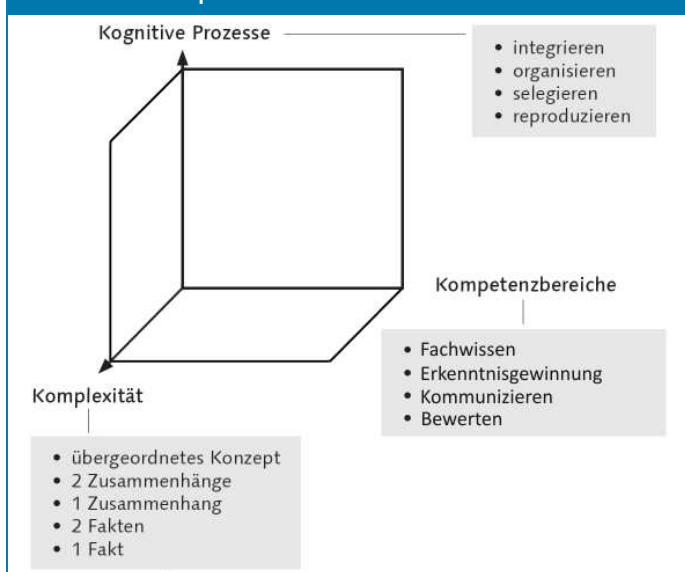 Kognitive Prozesse
• integrieren
• organisieren
• selegieren
• reproduzieren
Kompetenzbereiche
• Fachwissen
• Erkenntnisgewinnung
• Kommunizieren
• Bewerten
Komplexität
• übergeordnetes Konzept
• 2 Zusammenhänge
• 1 Zusammenhang
• 2 Fakten
• 1 Fakt